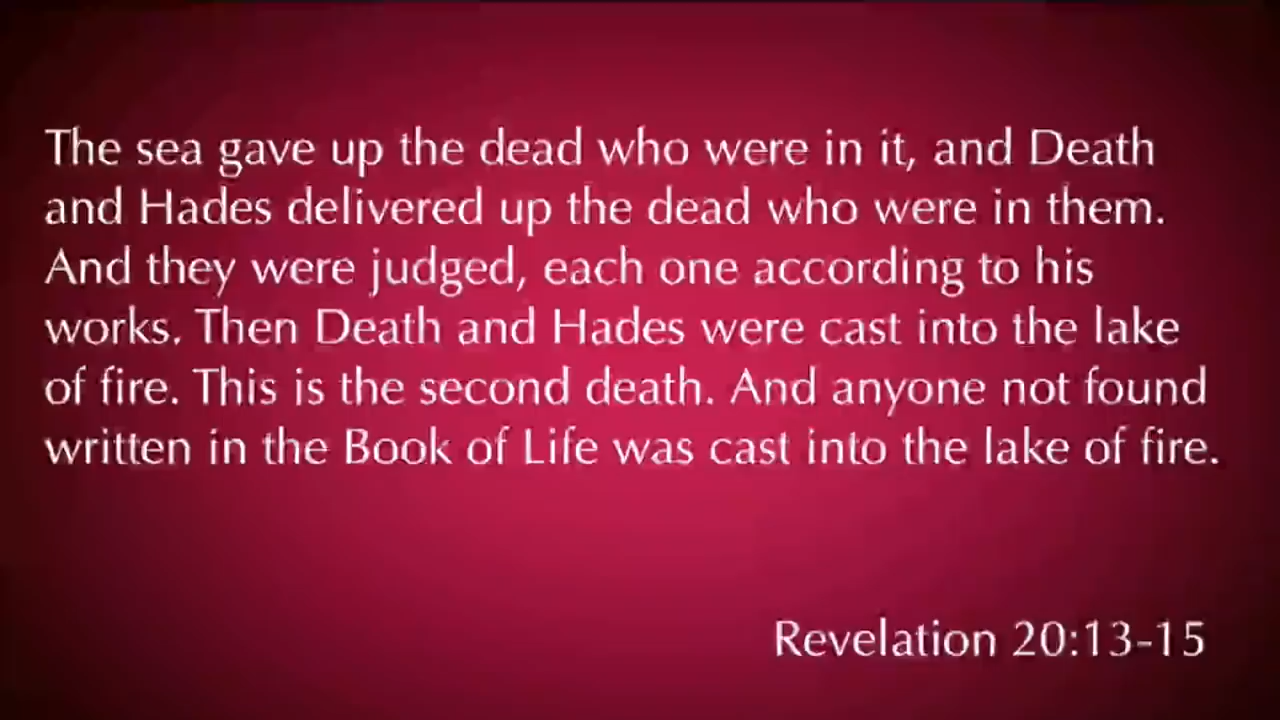 The sea gave up the dead who were in it, and Death
and Hades delivered up the dead who were in them.
And they were judged, each one according to his
works. Then Death and Hades were cast into the lake
of fire. This is the second death. And anyone not found
written in the Book of Life was cast into the lake of fire.
Revelation 20:13-15